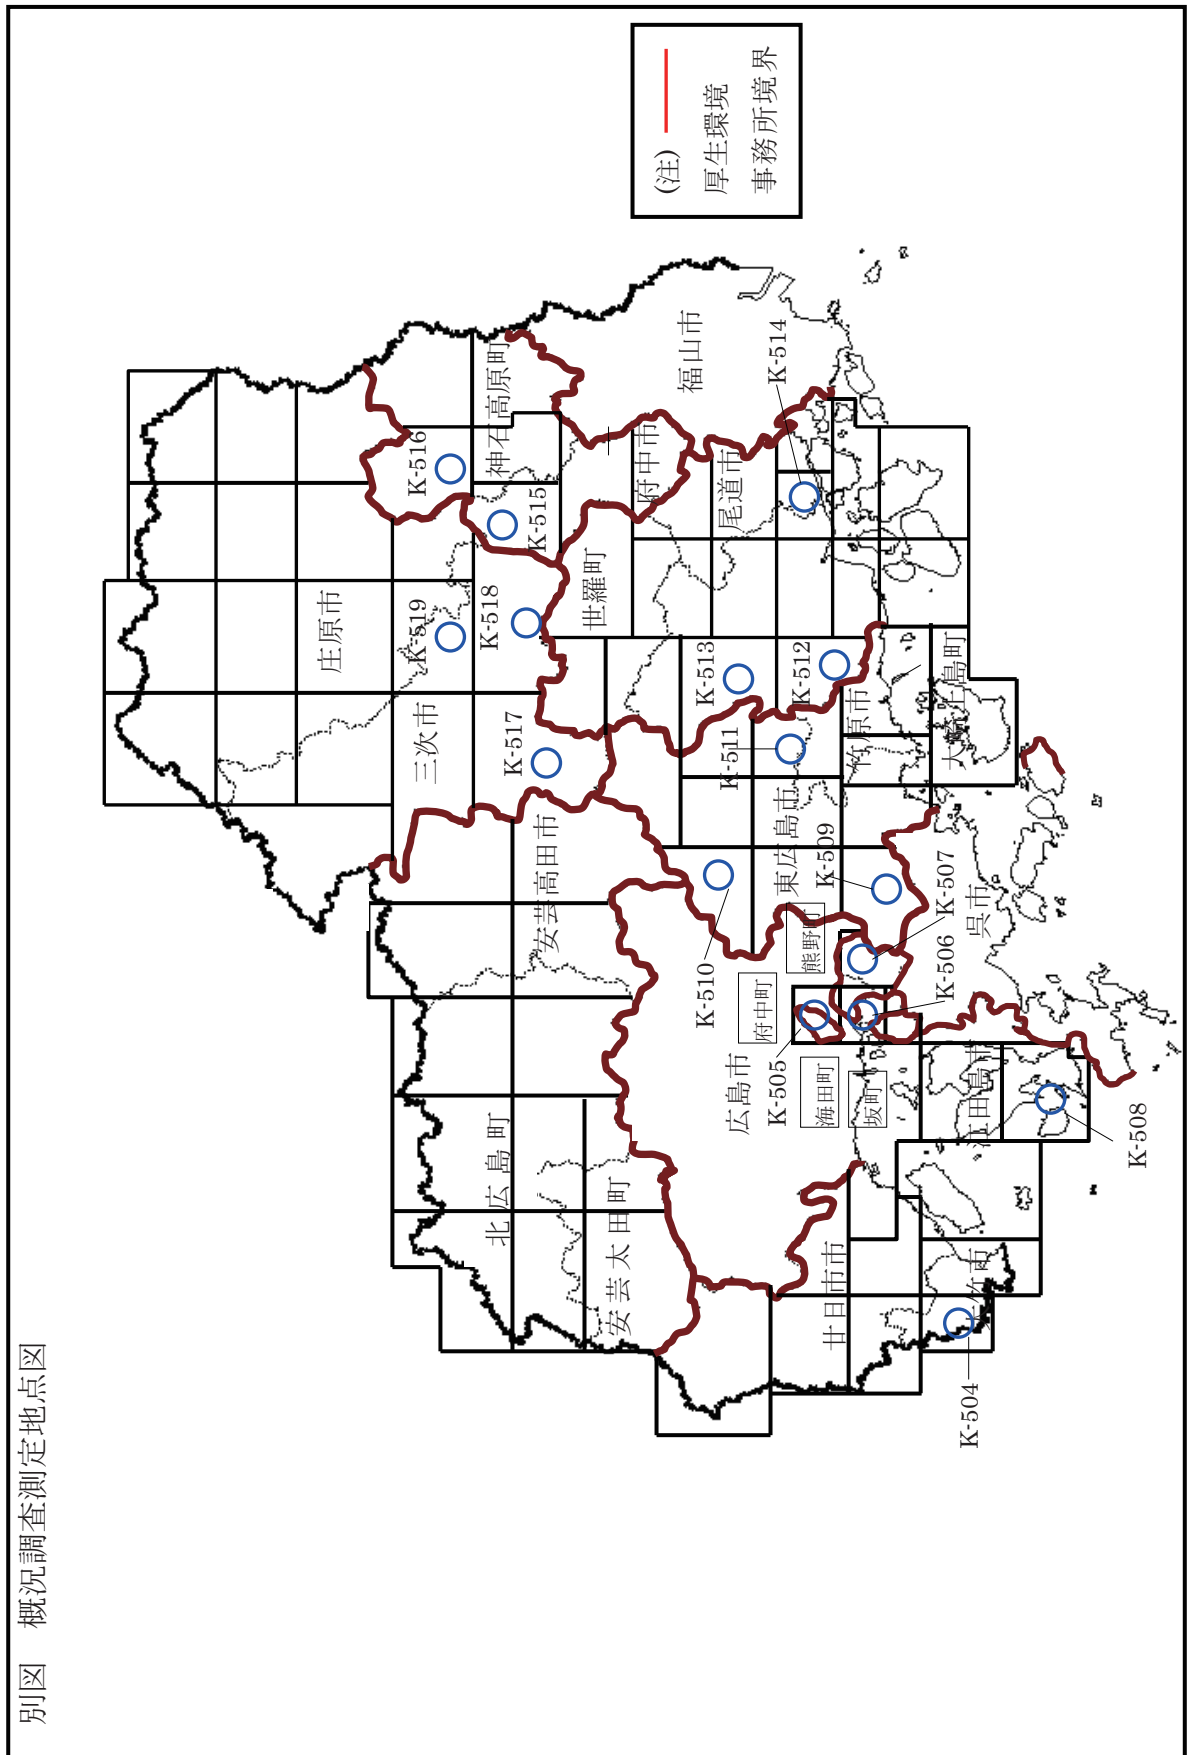 別図　概況調査測定地点図
(注)
厚生環境
事務所境界
庄原市
三次市
神石高原町
福山市
府中市
尾道市
世羅町
安芸高田市
北広島町
安芸太田町
東広島市
竹原市
大崎上島町
広島市
呉市
江田島市
廿日市市
大竹市
熊野町
府中町
海田町
坂町
K-504
K-505
K-506
K-507
K-508
K-509
K-510
K-511
K-512
K-513
K-514
K-515
K-516
K-517
K-518
K-519